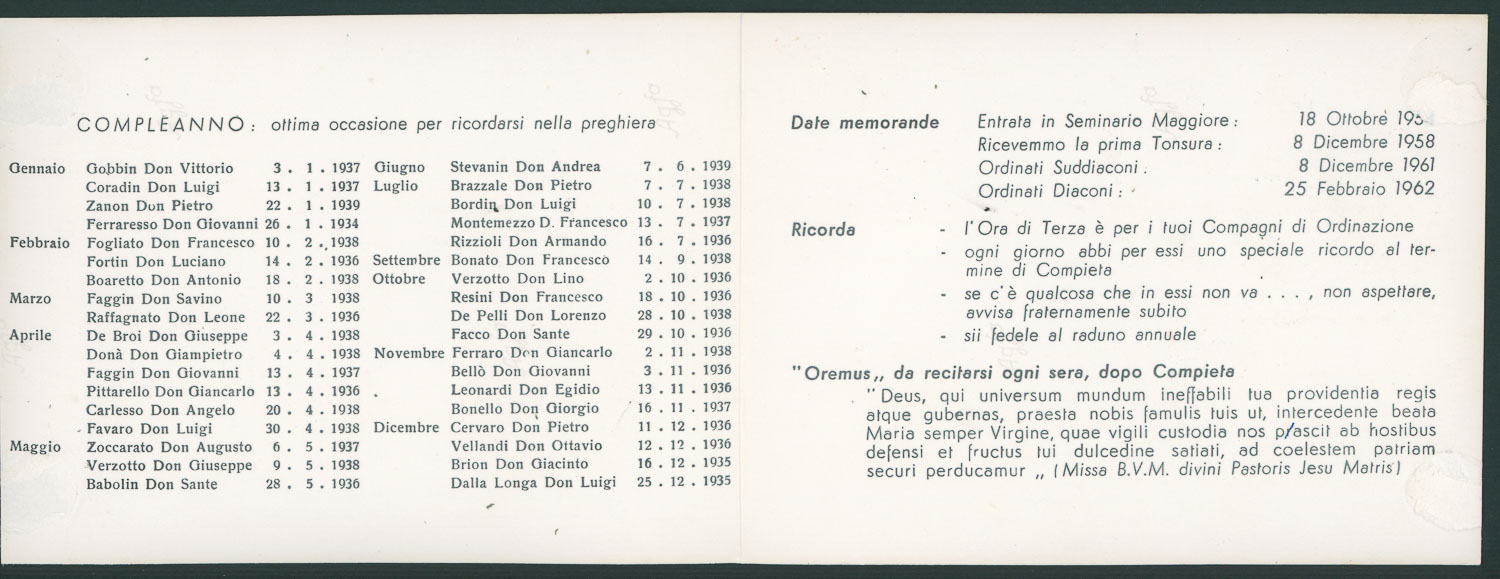 COMPLEANNO: ottima occasione per ricordarsi nella preghiera
Gennaio Gobbin Don Vittorio 3 . 1 . 1937
Coradin Don Luigi 13 . 1 . 1937
Zanon Don Pietro 22 . 1 . 1939
Ferraresso Don Giovanni 26 . 1 . 1934
Febbraio Fogliato Don Francesco 10 . 2 . 1938
Fortin Don Luciano 14 . 2 . 1936
Boaretto Don Antonio 18 . 2 . 1938
Marzo Faggin Don Savino 10 . 3 1938
Raffagnato Don Leone 22 . 3 . 1936
Aprile De Broi Don Giuseppe 3 . 4 . 1938
Donà Don Giampietro 4 . 4 . 1938
Faggin Don Giovanni 13 . 4 . 1937
Pittarello Don Giancarlo 13 . 4 . 1936
Carlesso Don Angelo 20 . 4 . 1938
Favaro Don Luigi 30 . 4 . 1938
Maggio Zoccarato Don Augusto 6 . 5 . 1937
Verzotto Don Giuseppe 9 . 5 . 1938
Babolin Don Sante 28 . 5 . 1936
Giugno Stevanin Don Andrea 7 . 6 . 1939
Luglio Brazzale Don Pietro 7 . 7 . 1938
Bordin Don Luigi 10 . 7 . 1938
Montemezzo D. Francesco 13 . 7 . 1937
Rizzioli Don Armando 16 . 7 . 1936
Settembre Bonato Don Francesco 14 . 9 . 1938
Ottobre Verzotto Don Lino 2 . 10 . 1936
Resini Don Francesco 18 . 10 . 1936
De Pelli Don Lorenzo 28 . 10 . 1938
Facco Don Sante 29 . 10 . 1936
Novembre Ferraro Don Giancarlo 2 . 11 . 1938
Bellò Don Giovanni 3 . 11 . 1936
Leonardi Don Egidio 13 . 11 . 1936
Bonello Don Giorgio 16 . 11 . 1937
Dicembre Cervaro Don Pietro 11 . 12 . 1936
Vellandi Don Ottavio 12 . 12 . 1936
Brion Don Giacinto 16 . 12 . 1935
Dalla Longa Don Luigi 25 . 12 . 1935
Date memorande Entrata in Seminario Maggiore: 18 Ottobre
Ricevemmo la prima Tonsura: 8 Dicembre 1958
Ordinati Suddiaconi. 8 Dicembre 1961
Ordinati Diaconi: 25 Febbraio 1962
Ricorda - l'Ora di Terza è per i tuoi Compagni di Ordinazione
- ogni giorno abbi per essi uno speciale ricordo al ter-
mine di Compieta
- se c'è qualcosa che in essi non va . . . , non aspettare,
avvisa fraternamente subito
- sii fedele al raduno annuale
"Oremus„ da recitarsi ogni sera, dopo Compieta
" Deus, qui universum mundum ineffabili tua providentia regis
atque gubernas, praesta nobis famulis tuis ut, intercedente beata
Maria semper Virgine, quae vigili custodia nos p/ascit ab hostibus
defensi et fructus tui dulcedine satiati, ad coelestem patriam
securi perducamur „ (Missa B.V.M. divini Pastoris Jesu Matris)